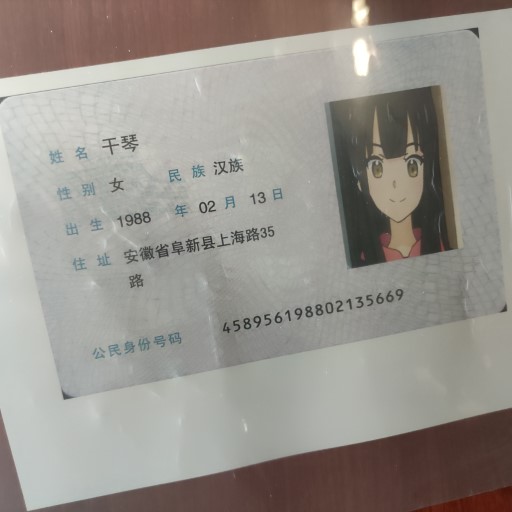 姓名 干琴
性别 女 民族 汉族
出生 1988 年 02 月 13 日
住址 安徽省阜新县上海路35
路
公民身份号码 458956198802135669